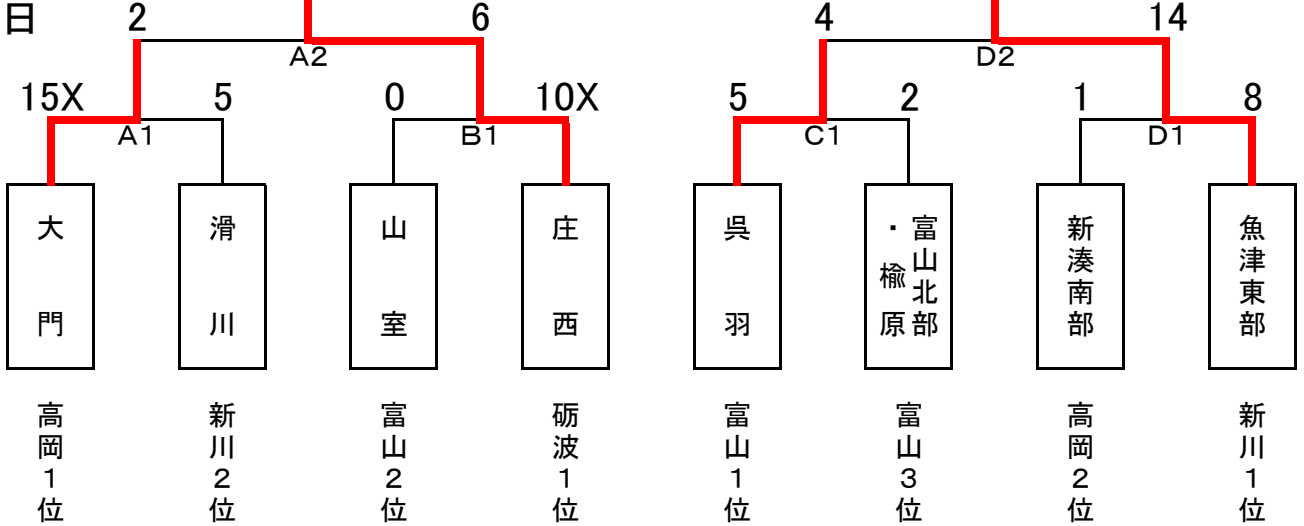 日 2 6 4 14
A2 D2
15X 5 0 10X 5 2 1 8
A1 B1 C1 D1
大門
滑川
山室
庄西
呉羽
富山北部
・楡原
新湊南部
魚津東部
高岡1位
新川2位
富山2位
砺波1位
富山1位
富山3位
高岡2位
新川1位